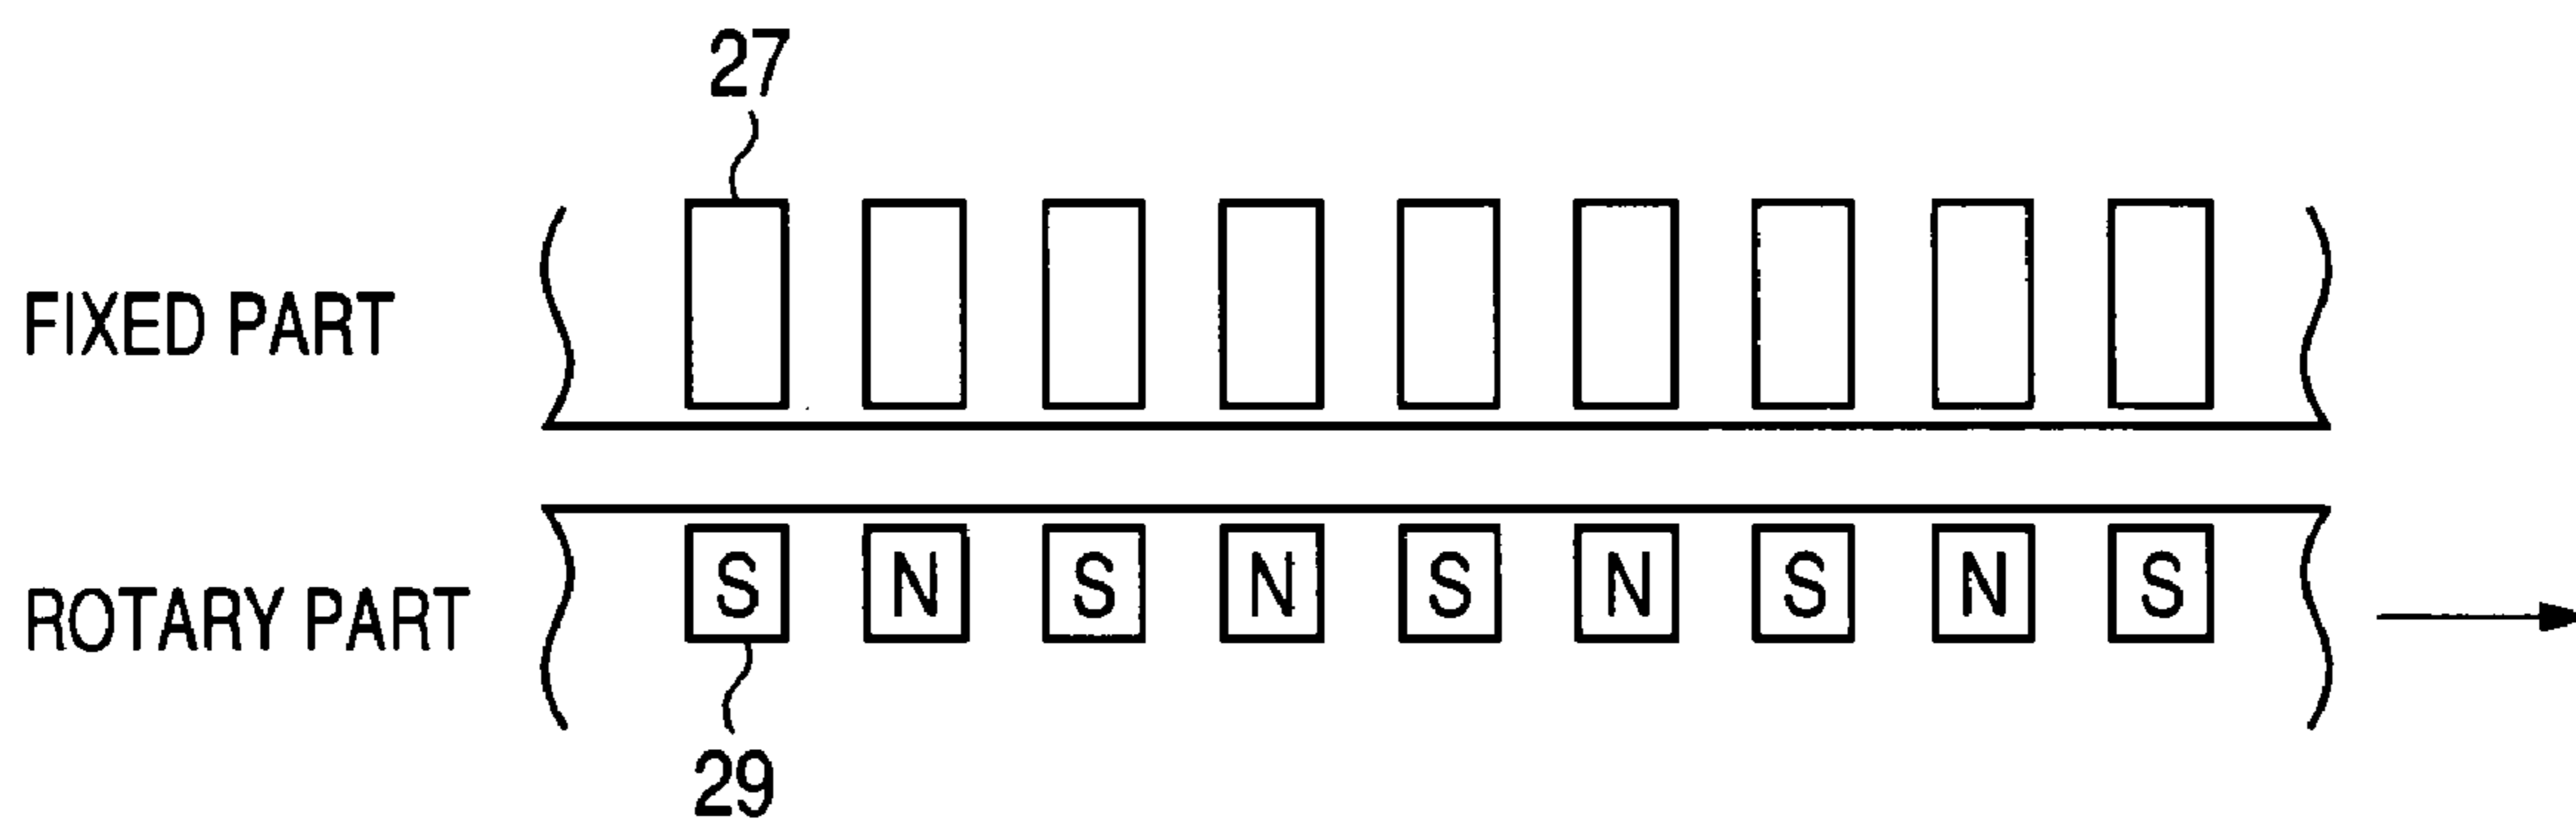 27
FIXED PART
S N S N S N S N S
ROTARY PART
29